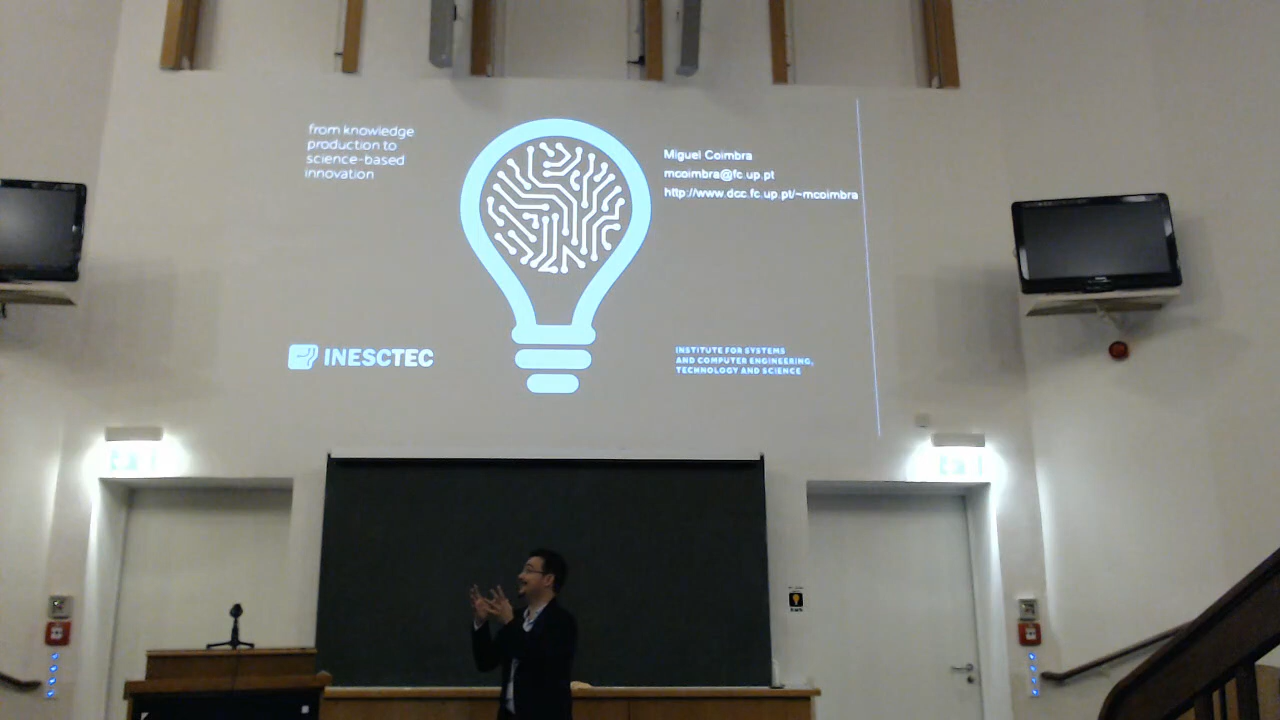 from knowledge
production to
science-based
innovation
Miguel Coimbra
mcoimbra@fc.up.pt
http://www.dcc.fc.up.pt/~mcoimbra
INESCTEC
INSTITUTE FOR SYSTEMS
AND COMPUTER ENGINEERING,
TECHNOLOGY AND SCIENCE